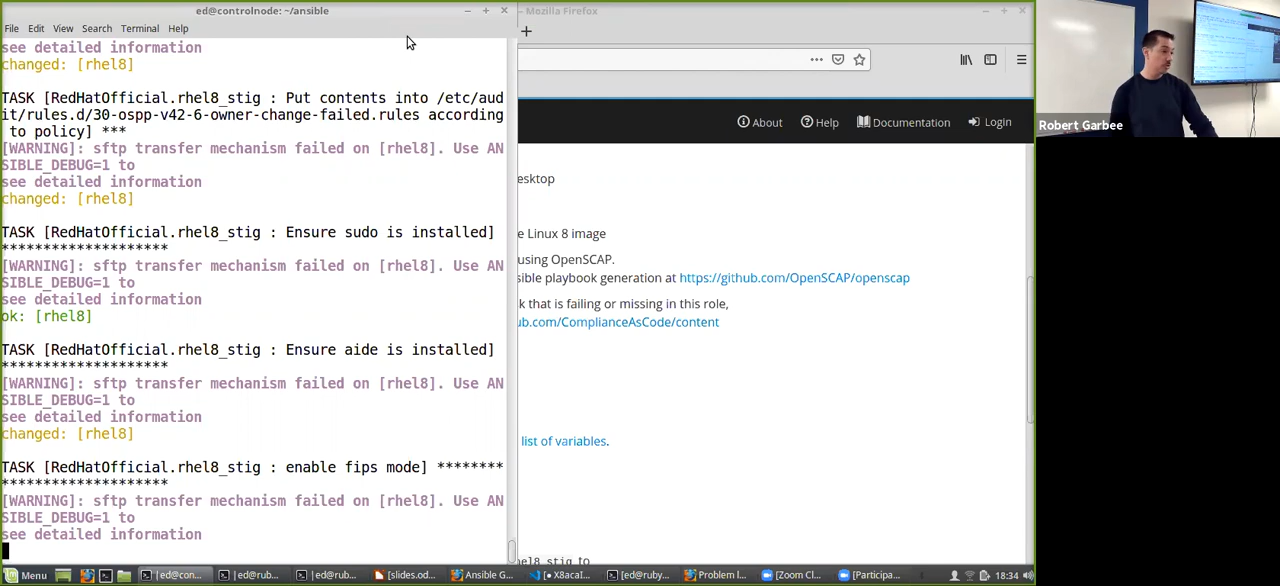 ed@controlnode: ~/ansible
File Edit View Search Terminal Help
see detailed information
changed: [rhel8]
TASK [RedHatOfficial.rhel8_stig : Put contents into /etc/aud
it/rules.d/30-ospp-v42-6-owner-change-failed.rules according
to policy] ***
[WARNING]: sftp transfer mechanism failed on [rhel8]. Use AN
SIBLE_DEBUG=1 to
see detailed information
changed: [rhel8]
TASK [RedHatOfficial.rhel8_stig : Ensure sudo is installed]
********************
[WARNING]: sftp transfer mechanism failed on [rhel8]. Use AN
SIBLE_DEBUG=1 to
see detailed information
ok: [rhel8]
TASK [RedHatOfficial.rhel8_stig : Ensure aide is installed]
********************
[WARNING]: sftp transfer mechanism failed on [rhel8]. Use AN
SIBLE_DEBUG=1 to
see detailed information
changed: [rhel8]
TASK [RedHatOfficial.rhel8_stig : enable fips mode] ********
********************
[WARNING]: sftp transfer mechanism failed on [rhel8]. Use AN
SIBLE_DEBUG=1 to
see detailed information
- Mozilla Firefox
About Help Documentation Login
esktop
e Linux 8 image
using OpenSCAP.
sible playbook generation at https://github.com/OpenSCAP/openscap
k that is failing or missing in this role,
ub.com/ComplianceAsCode/content
list of variables.
hel8_stig to
Robert Garbee
Menu [ed@con... [ed@rub... [ed@rub... [slides.od... Ansible G... [● X8acaI... [ed@ruby... Problem l... [Zoom Cl... [Participa... 18:34